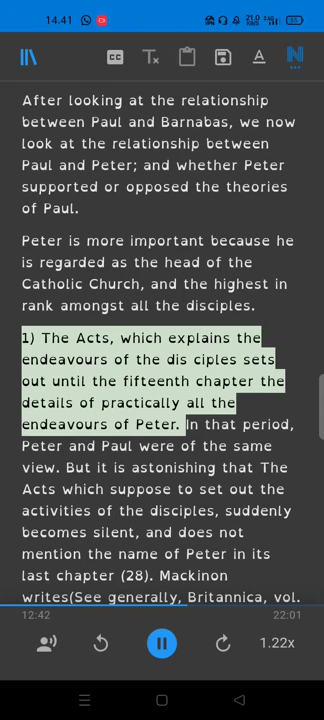 14.41
CC
After looking at the relationship
between Paul and Barnabas, we now
look at the relationship between
Paul and Peter; and whether Peter
supported or opposed the theories
of Paul.
Peter is more important because he
is regarded as the head of the
Catholic Church, and the highest in
rank amongst all the disciples.
1) The Acts, which explains the
endeavours of the dis ciples sets
out until the fifteenth chapter the
details of practically all the
endeavours of Peter. In that period,
Peter and Paul were of the same
view. But it is astonishing that The
Acts which suppose to set out the
activities of the disciples, suddenly
becomes silent, and does not
mention the name of Peter in its
last chapter (28). Mackinon
writes(See generally, Britannica, vol.
12:42 22:01
1.22x